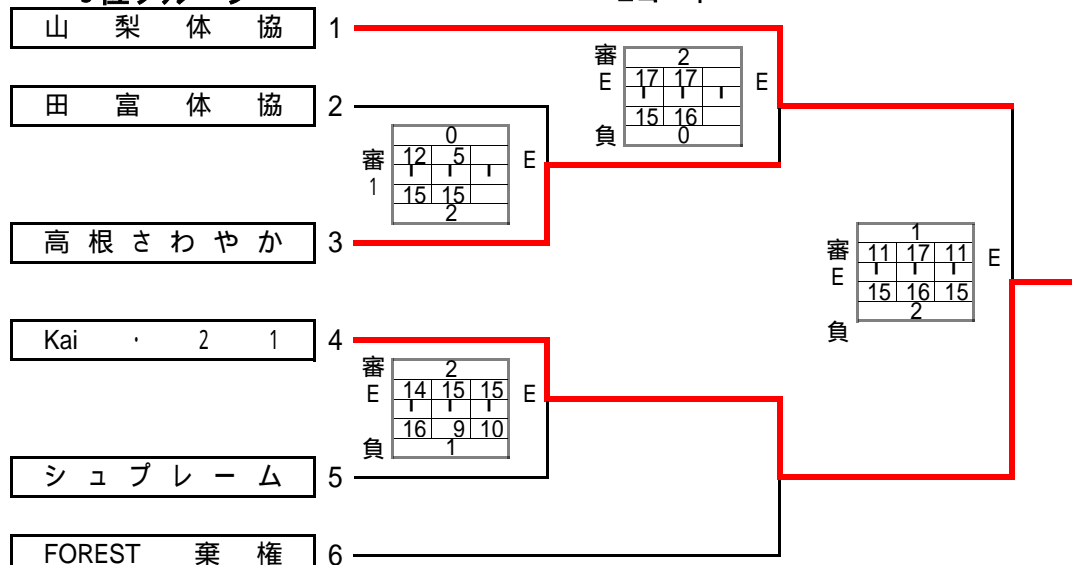 山梨体協 1
審 2
E 17 17 E
15 16
負 0
田富体協 2
0
審 12 5 E
1 15 15
2
高根さわやか 3
1
審 11 17 11 E
E 15 16 15
2
負
Kai・21 4
審 2
E 14 15 15 E
16 9 10
負 1
シュプレーム 5
FOREST 棄権 6